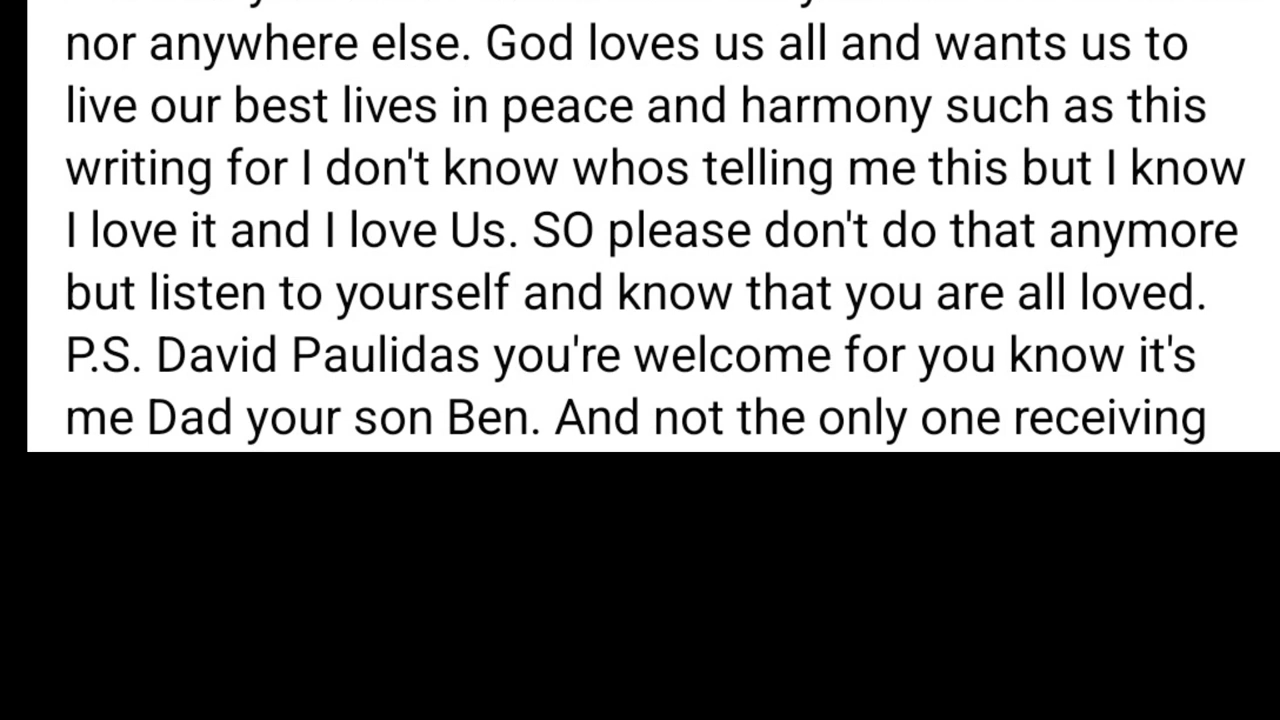 nor anywhere else. God loves us all and wants us to
live our best lives in peace and harmony such as this
writing for I don't know whos telling me this but I know
I love it and I love Us. SO please don't do that anymore
but listen to yourself and know that you are all loved.
P.S. David Paulidas you're welcome for you know it's
me Dad your son Ben. And not the only one receiving